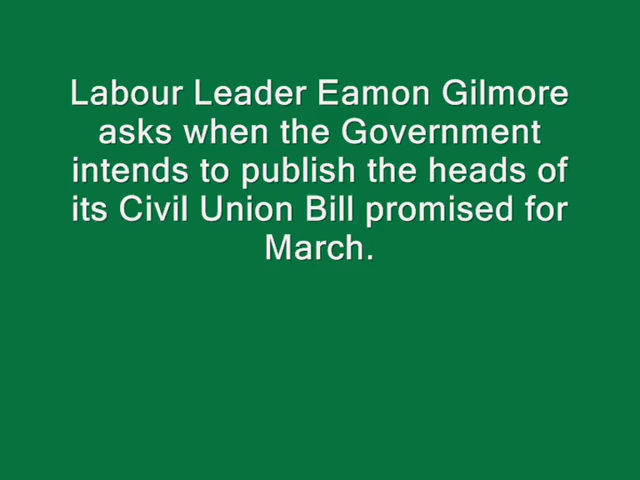 Labour Leader Eamon Gilmore
asks when the Government
intends to publish the heads of
its Civil Union Bill promised for
March.